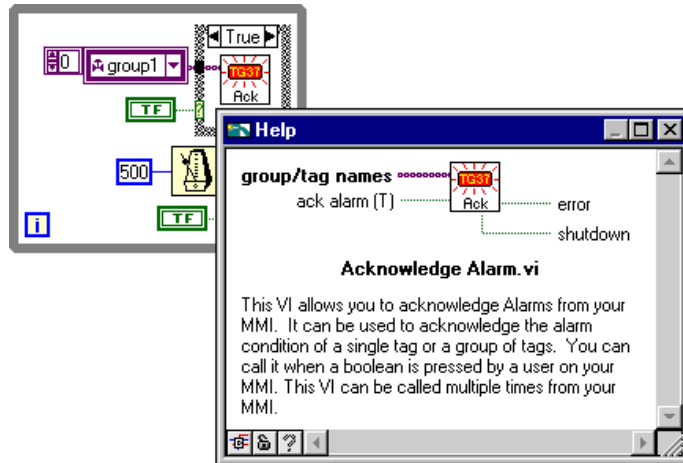 True
0
group1
TG37
Ack
TF
?
500
TF
i
Help
group/tag names
TG37
ack alarm (T)
Ack
error
shutdown
Acknowledge Alarm.vi
This VI allows you to acknowledge Alarms from your
MMI. It can be used to acknowledge the alarm
condition of a single tag or a group of tags. You can
call it when a boolean is pressed by a user on your
MMI. This VI can be called multiple times from your
MMI.
?